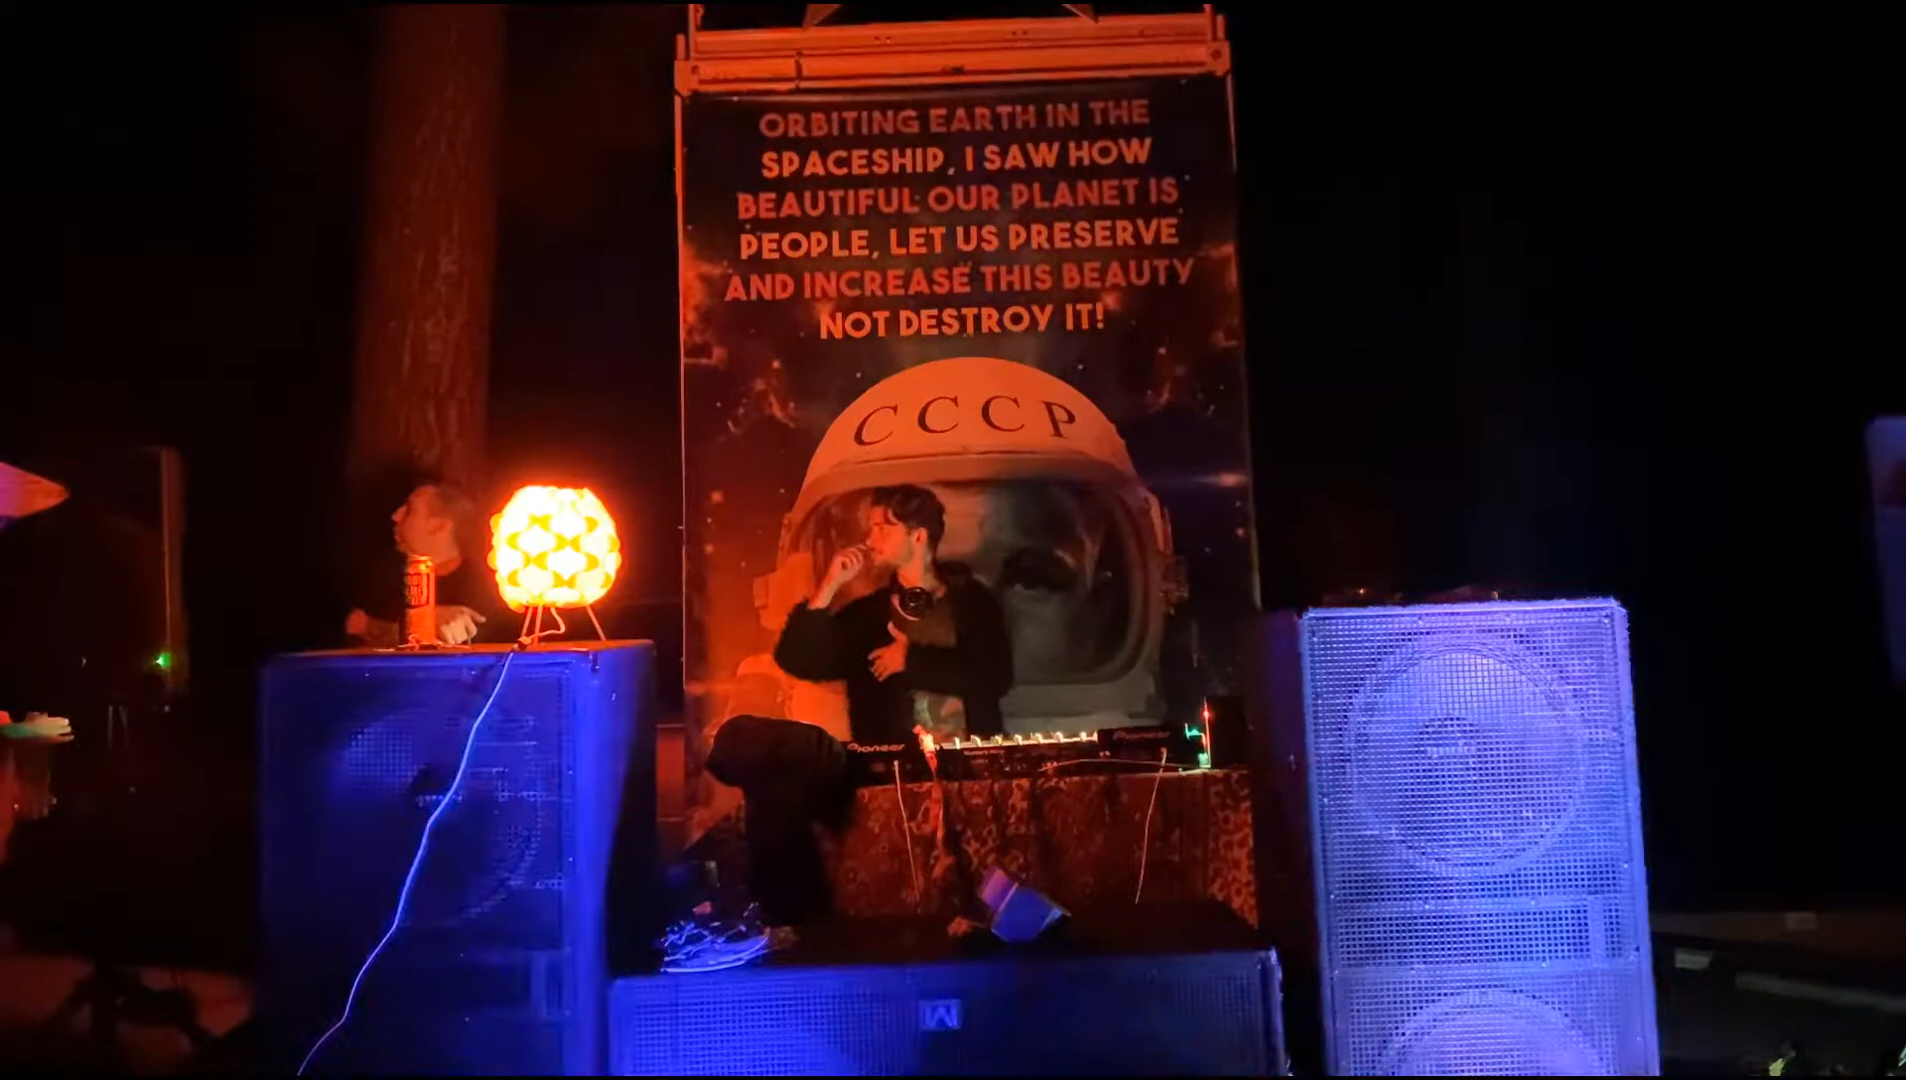 ORBITING EARTH IN THE
SPACESHIP, I SAW HOW
BEAUTIFUL OUR PLANET IS
PEOPLE, LET US PRESERVE
AND INCREASE THIS BEAUTY
NOT DESTROY IT!
СССР
Pioneer
Pioneer